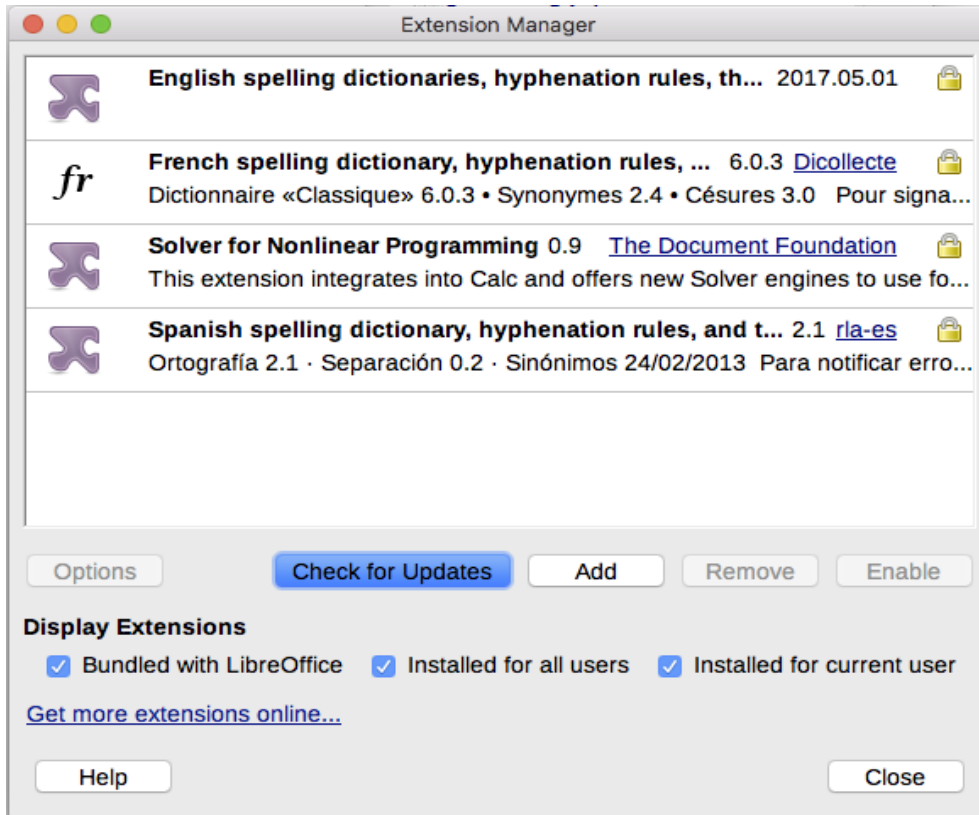 Extension Manager
English spelling dictionaries, hyphenation rules, th... 2017.05.01
fr
French spelling dictionary, hyphenation rules, ... 6.0.3 Dicollecte
Dictionnaire «Classique» 6.0.3 • Synonymes 2.4 • Césures 3.0 Pour signa...
Solver for Nonlinear Programming 0.9 The Document Foundation
This extension integrates into Calc and offers new Solver engines to use fo...
Spanish spelling dictionary, hyphenation rules, and t... 2.1 rla-es
Ortografía 2.1 · Separación 0.2 · Sinónimos 24/02/2013 Para notificar erro...
Options Check for Updates Add Remove Enable
Display Extensions
Bundled with LibreOffice Installed for all users Installed for current user
Get more extensions online...
Help Close